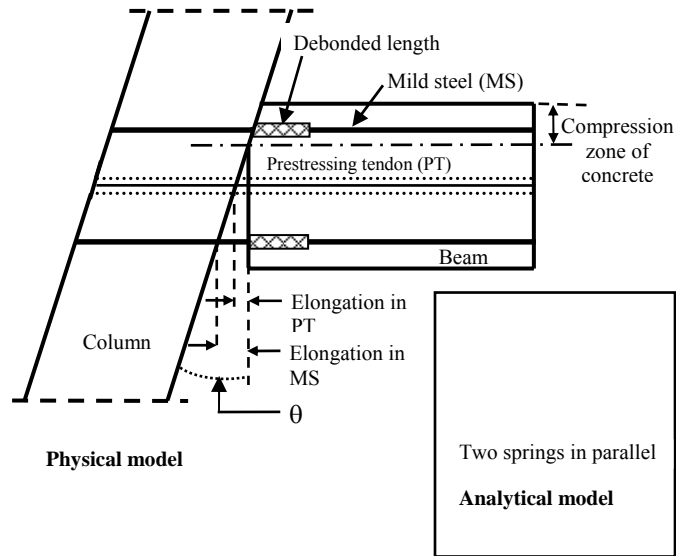 Debonded length
Mild steel (MS)
Compression
zone of
concrete
Prestressing tendon (PT)
Beam
Elongation in
PT
Column
Elongation in
MS
θ
Physical model
Two springs in parallel
Analytical model